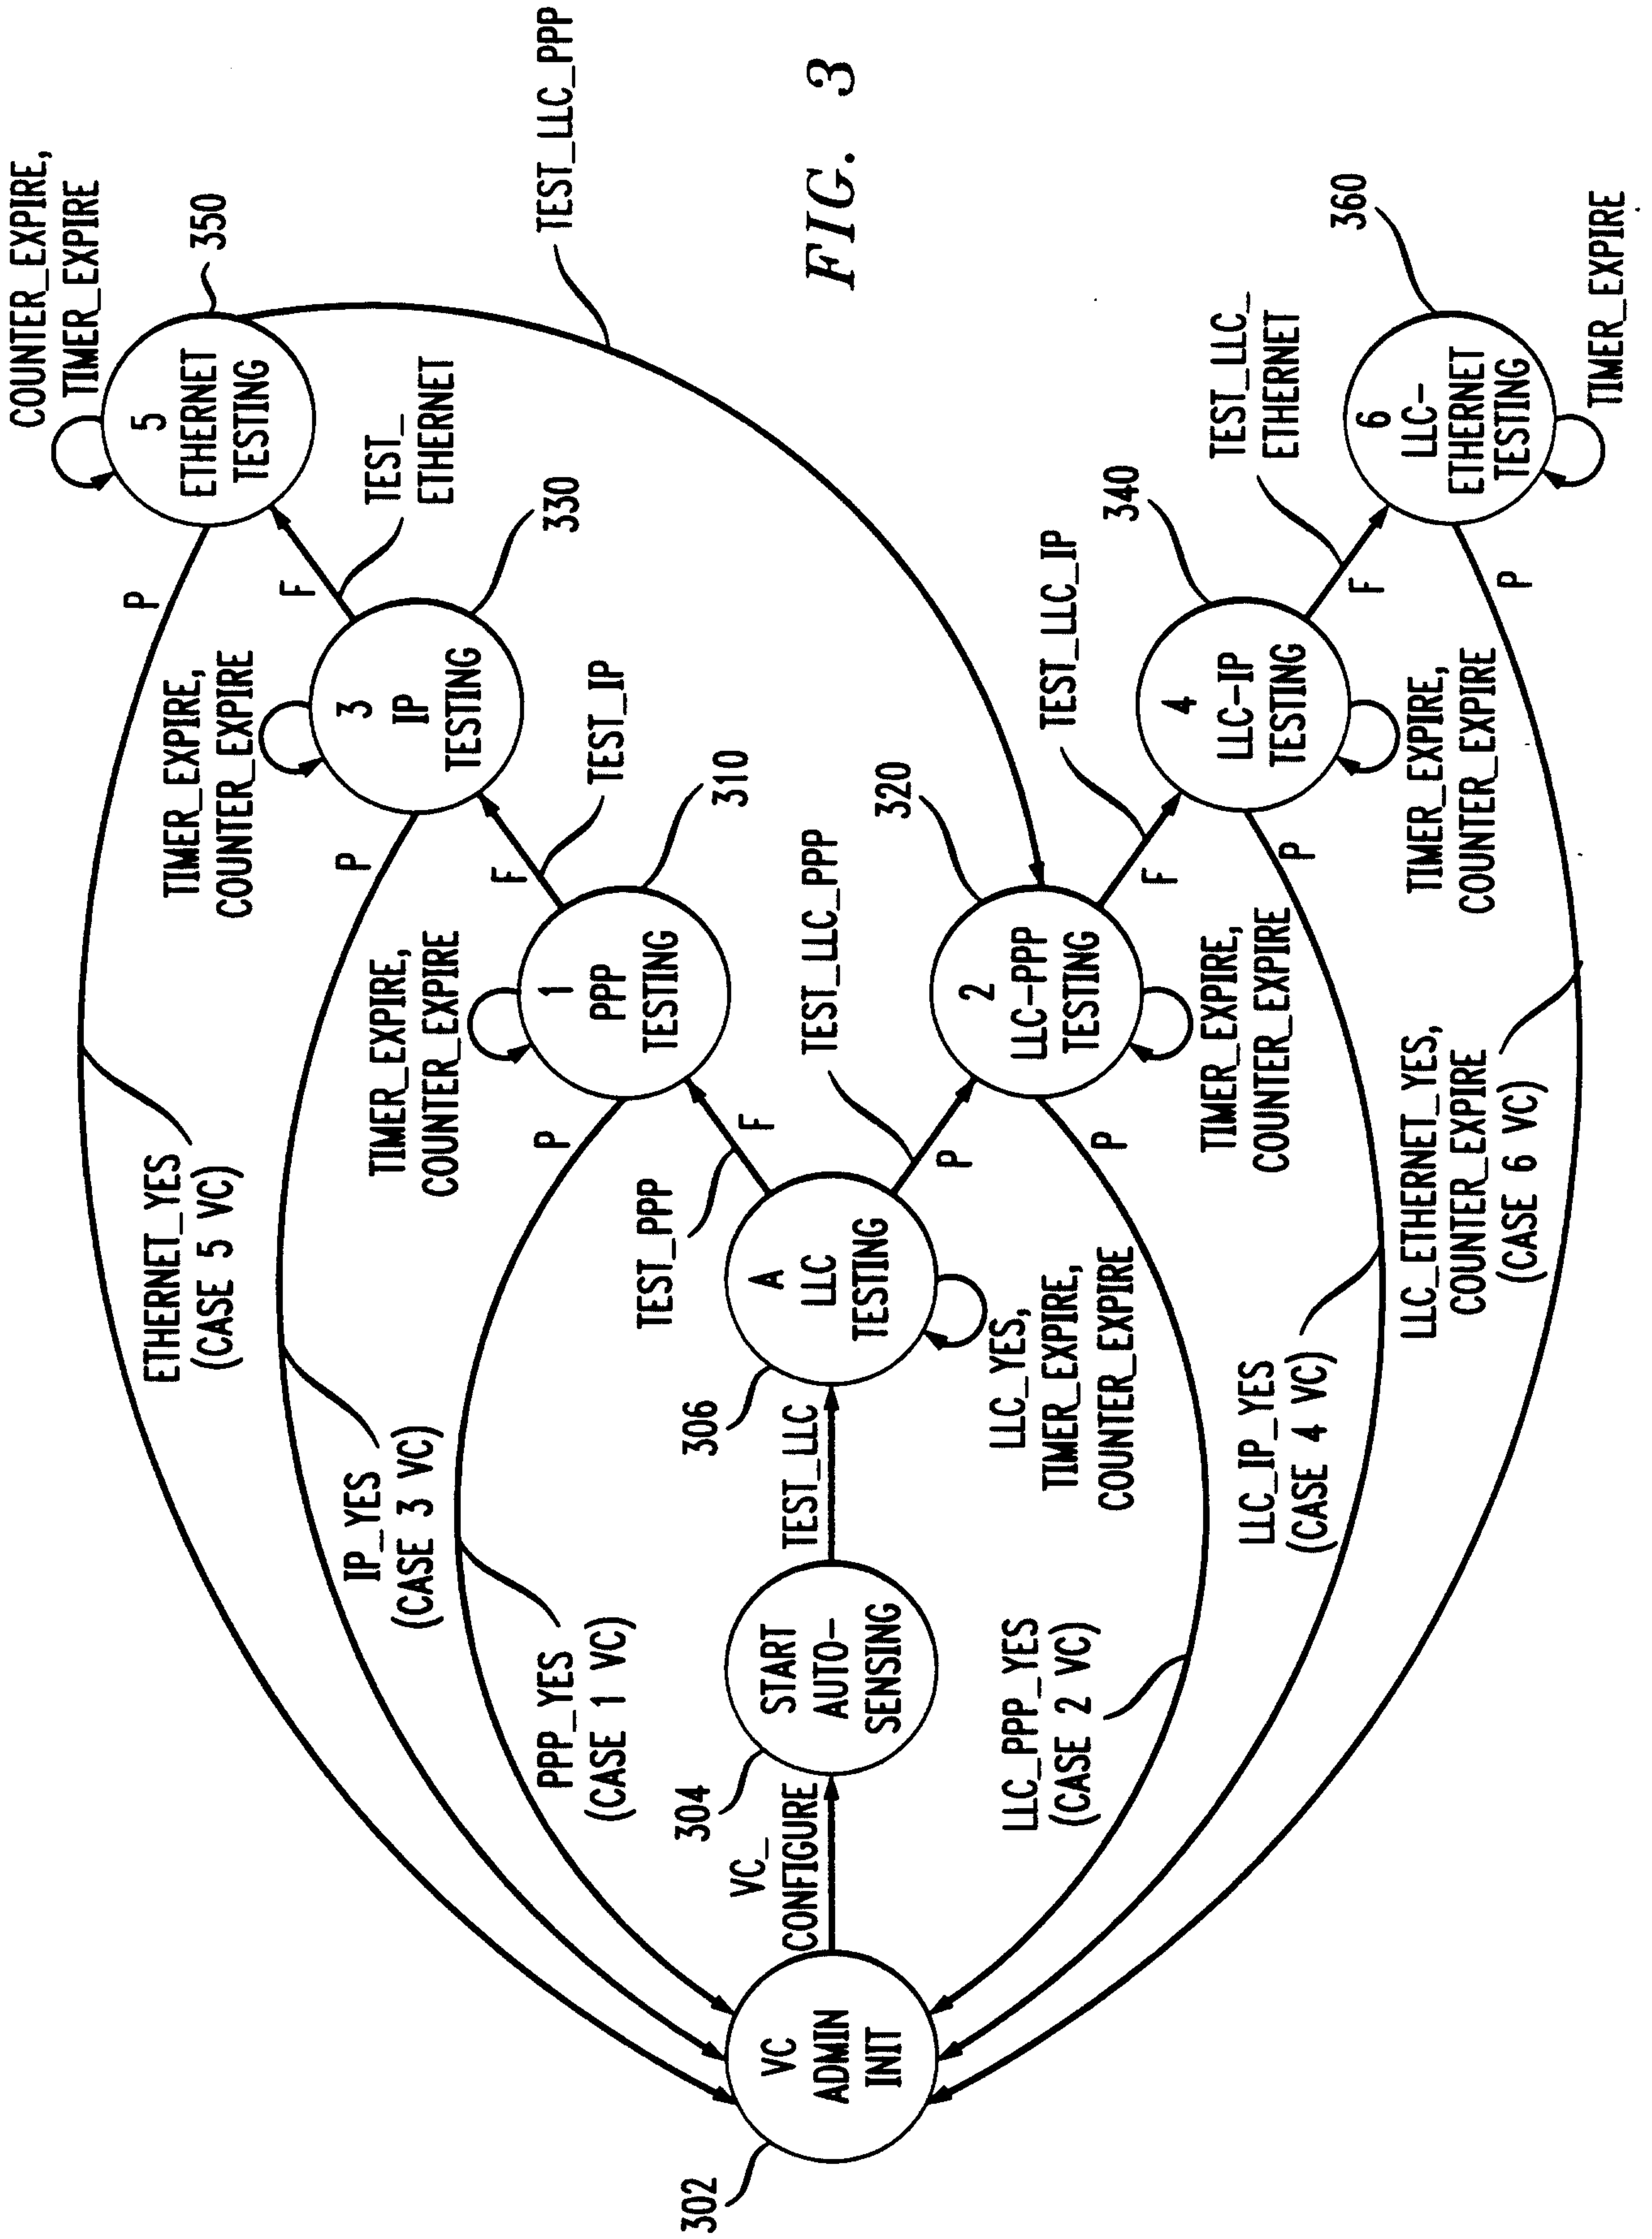 FIG. 3
COUNTER_EXPIRE,
TIMER_EXPIRE
350
5
ETHERNET
TESTING
P
TEST_LLC_PPP
F
TEST_
ETHERNET
TIMER_EXPIRE,
COUNTER_EXPIRE
3
IP
TESTING
330
P
ETHERNET_YES
(CASE 5 VC)
F
TEST_IP
TIMER_EXPIRE,
COUNTER_EXPIRE
1
PPP
TESTING
310
P
IP_YES
(CASE 3 VC)
TEST_PPP
F
PPP_YES
(CASE 1 VC)
302
VC
ADMIN
INIT
VC_
CONFIGURE
304
START
AUTO-
SENSING
TEST_LLC
306
A
LLC
TESTING
LLC_YES,
TIMER_EXPIRE,
COUNTER_EXPIRE
TEST_LLC_PPP
P
320
2
LLC-PPP
TESTING
TIMER_EXPIRE,
COUNTER_EXPIRE
P
LLC_PPP_YES
(CASE 2 VC)
TEST_LLC_IP
F
340
4
LLC-IP
TESTING
TIMER_EXPIRE,
COUNTER_EXPIRE
P
LLC_IP_YES
(CASE 4 VC)
TEST_LLC_
ETHERNET
F
360
6
LLC-
ETHERNET
TESTING
TIMER_EXPIRE
P
LLC_ETHERNET_YES,
COUNTER_EXPIRE
(CASE 6 VC)